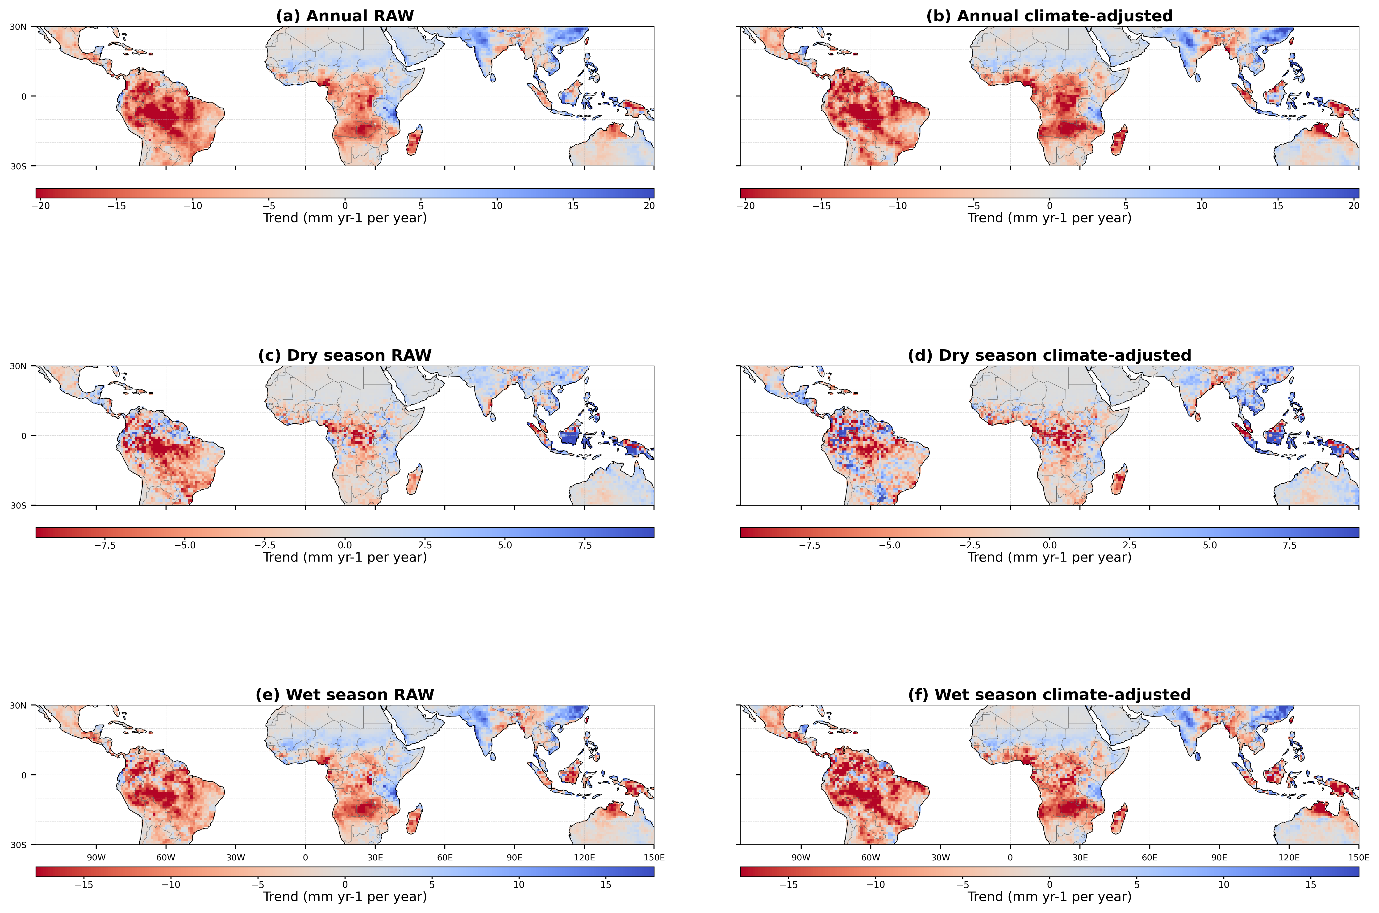 (a) Annual RAW
(b) Annual climate-adjusted
30N
0
30S
−20 −15 −10 −5 0 5 10 15 20
−20 −15 −10 −5 0 5 10 15 20
Trend (mm yr-1 per year)
Trend (mm yr-1 per year)
(c) Dry season RAW
(d) Dry season climate-adjusted
30N
0
30S
−7.5 −5.0 −2.5 0.0 2.5 5.0 7.5
−7.5 −5.0 −2.5 0.0 2.5 5.0 7.5
Trend (mm yr-1 per year)
Trend (mm yr-1 per year)
(e) Wet season RAW
(f) Wet season climate-adjusted
30N
0
30S
90W 60W 30W 0 30E 60E 90E 120E 150E
90W 60W 30W 0 30E 60E 90E 120E 150E
−15 −10 −5 0 5 10 15
−15 −10 −5 0 5 10 15
Trend (mm yr-1 per year)
Trend (mm yr-1 per year)